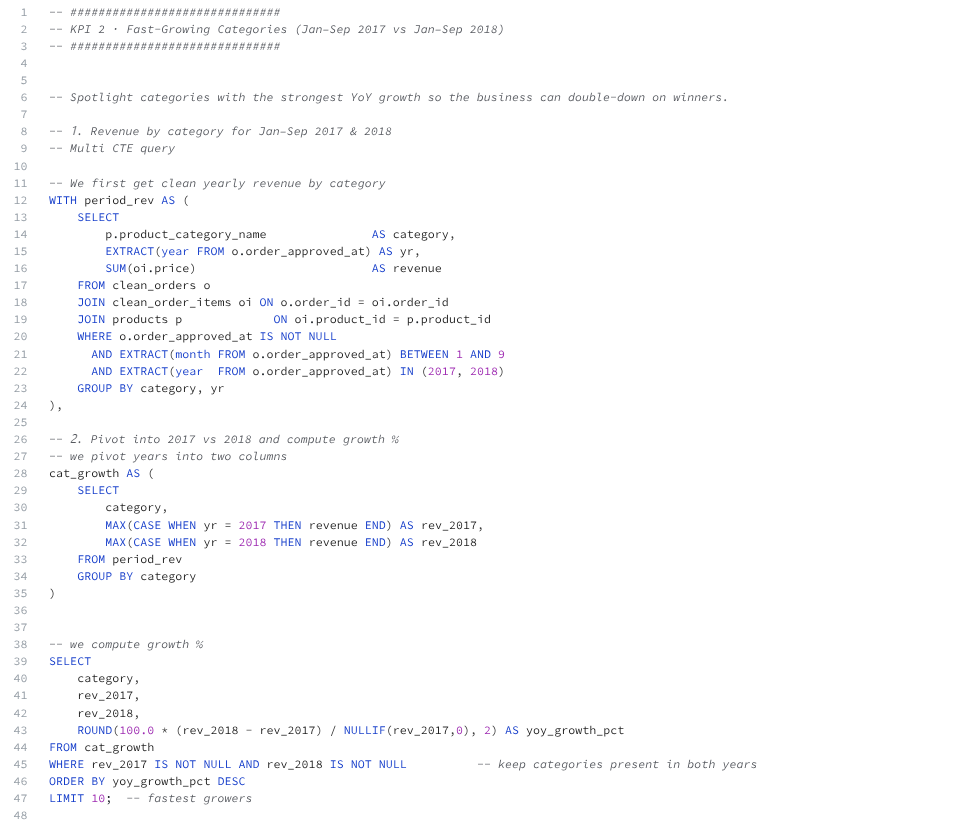 1 -- ##############################
2 -- KPI 2 · Fast-Growing Categories (Jan–Sep 2017 vs Jan–Sep 2018)
3 -- ##############################
4
5
6 -- Spotlight categories with the strongest YoY growth so the business can double-down on winners.
7
8 -- 1. Revenue by category for Jan–Sep 2017 & 2018
9 -- Multi CTE query
10
11 -- We first get clean yearly revenue by category
12 WITH period_rev AS (
13     SELECT
14         p.product_category_name               AS category,
15         EXTRACT(year FROM o.order_approved_at) AS yr,
16         SUM(oi.price)                         AS revenue
17     FROM clean_orders o
18     JOIN clean_order_items oi ON o.order_id = oi.order_id
19     JOIN products p             ON oi.product_id = p.product_id
20     WHERE o.order_approved_at IS NOT NULL
21       AND EXTRACT(month FROM o.order_approved_at) BETWEEN 1 AND 9
22       AND EXTRACT(year  FROM o.order_approved_at) IN (2017, 2018)
23     GROUP BY category, yr
24 ),
25
26 -- 2. Pivot into 2017 vs 2018 and compute growth %
27 -- we pivot years into two columns
28 cat_growth AS (
29     SELECT
30         category,
31         MAX(CASE WHEN yr = 2017 THEN revenue END) AS rev_2017,
32         MAX(CASE WHEN yr = 2018 THEN revenue END) AS rev_2018
33     FROM period_rev
34     GROUP BY category
35 )
36
37
38 -- we compute growth %
39 SELECT
40     category,
41     rev_2017,
42     rev_2018,
43     ROUND(100.0 * (rev_2018 - rev_2017) / NULLIF(rev_2017,0), 2) AS yoy_growth_pct
44 FROM cat_growth
45 WHERE rev_2017 IS NOT NULL AND rev_2018 IS NOT NULL          -- keep categories present in both years
46 ORDER BY yoy_growth_pct DESC
47 LIMIT 10;  -- fastest growers
48